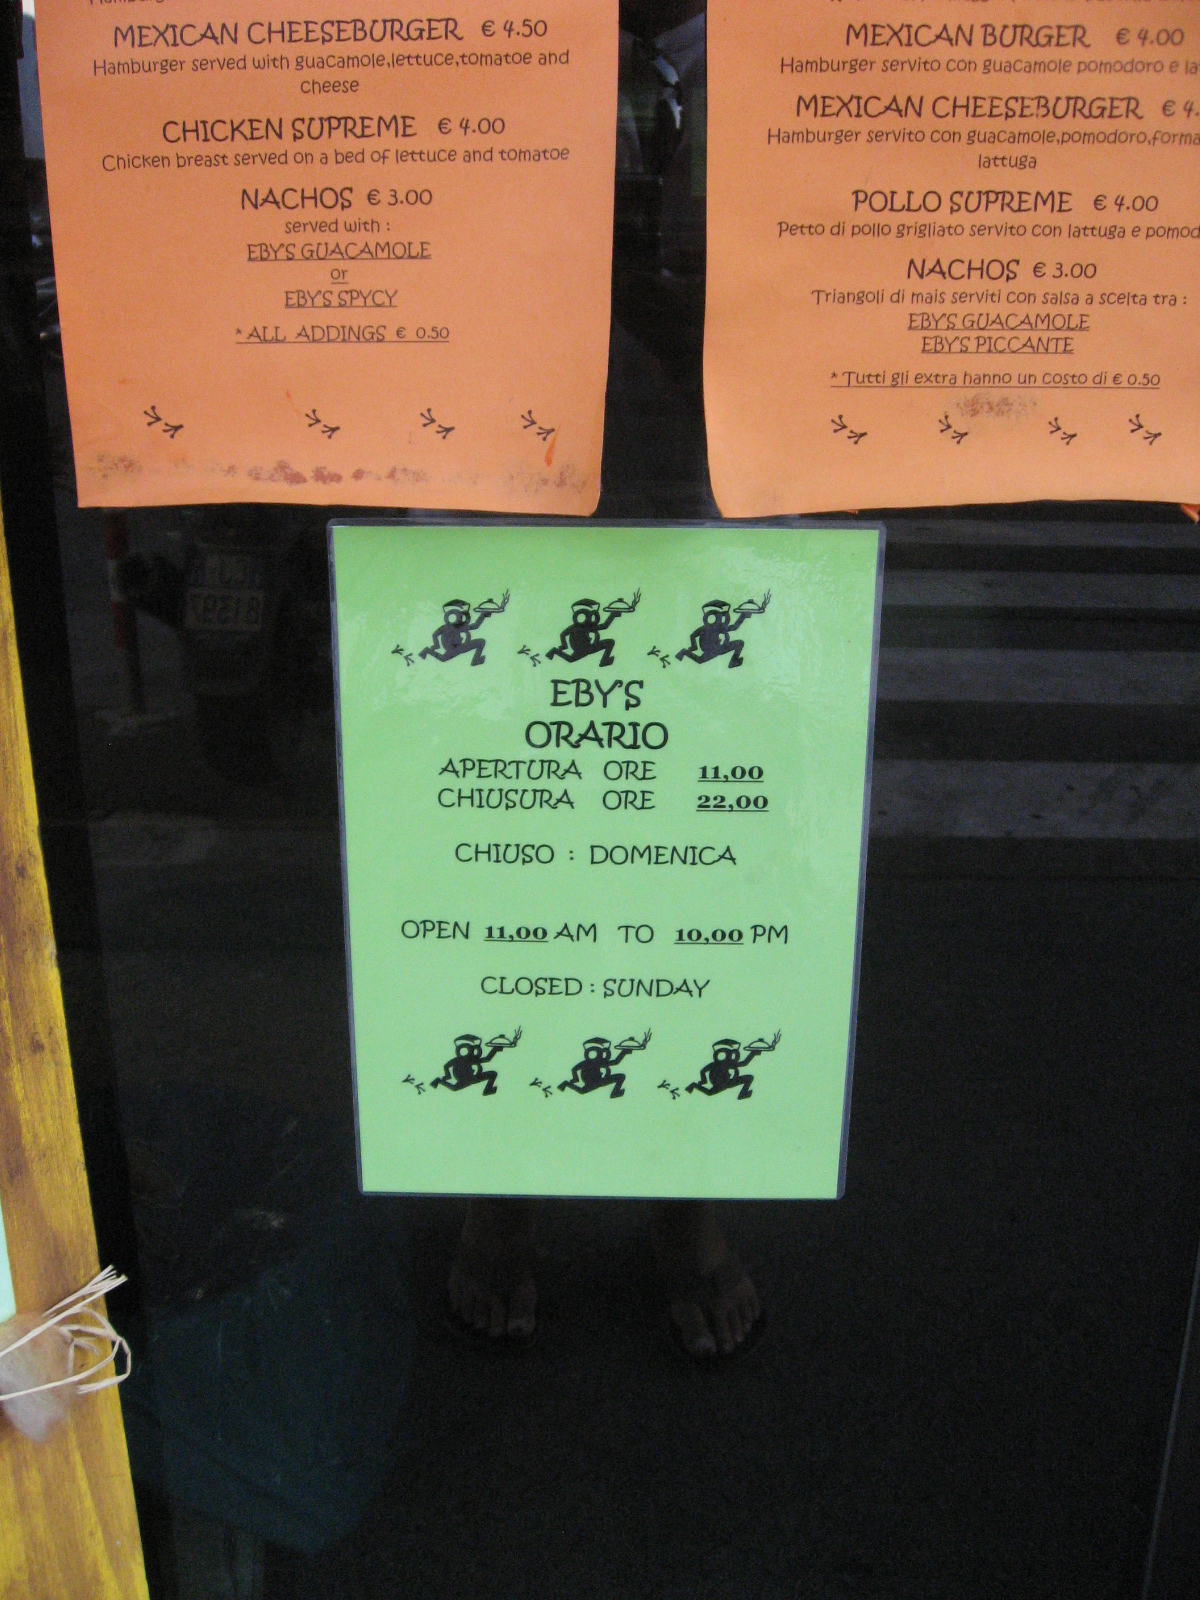 MEXICAN CHEESEBURGER € 4.50
Hamburger served with guacamole,lettuce,tomatoe and
cheese
CHICKEN SUPREME € 4.00
Chicken breast served on a bed of lettuce and tomatoe
NACHOS € 3.00
served with :
EBY'S GUACAMOLE
or
EBY'S SPYCY
* ALL ADDINGS € 0.50
MEXICAN BURGER € 4.00
Hamburger servito con guacamole pomodoro e
MEXICAN CHEESEBURGER € 4.
Hamburger servito con guacamole,pomodoro,forma
lattuga
POLLO SUPREME € 4.00
Petto di pollo grigliato servito con lattuga e pomod
NACHOS € 3.00
Triangoli di mais serviti con salsa a scelta tra :
EBY'S GUACAMOLE
EBY'S PICCANTE
* Tutti gli extra hanno un costo di € 0.50
EBY'S
ORARIO
APERTURA ORE 11,00
CHIUSURA ORE 22,00
CHIUSO : DOMENICA
OPEN 11,00 AM TO 10,00 PM
CLOSED : SUNDAY